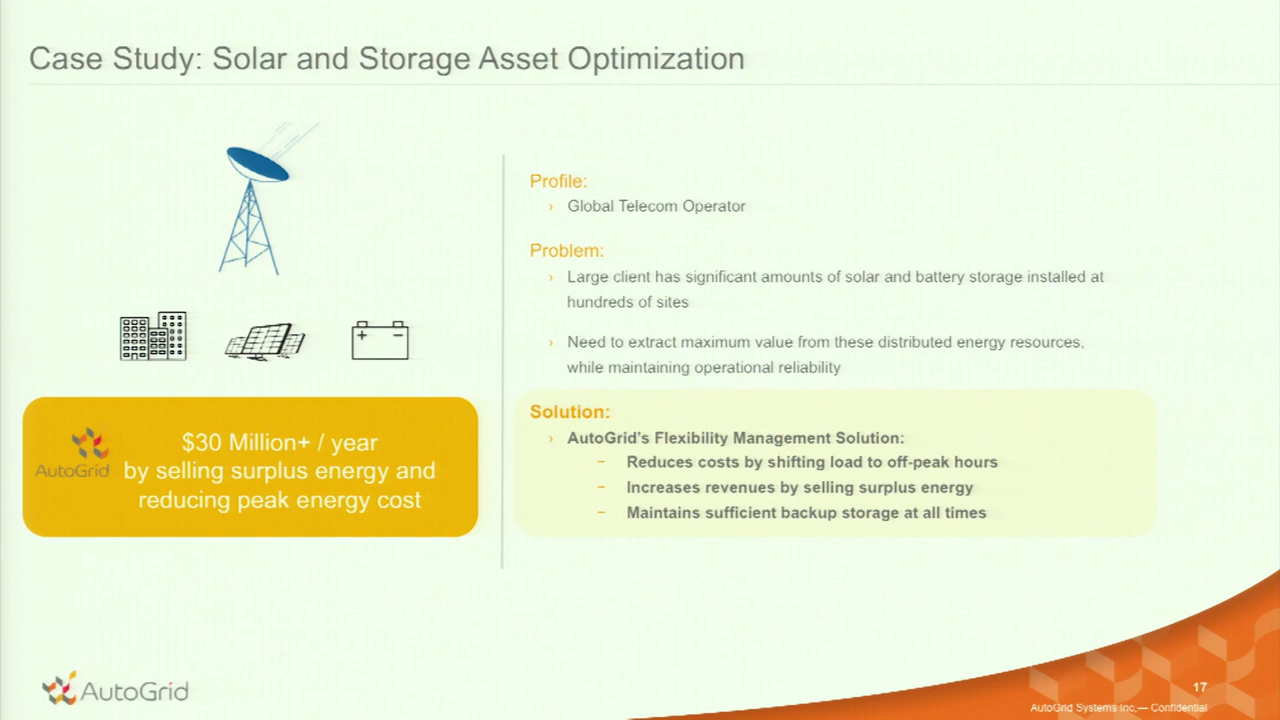 Case Study: Solar and Storage Asset Optimization
Profile:
› Global Telecom Operator
Problem:
› Large client has significant amounts of solar and battery storage installed at
hundreds of sites
› Need to extract maximum value from these distributed energy resources,
while maintaining operational reliability
AutoGrid
$30 Million+ / year
by selling surplus energy and
reducing peak energy cost
Solution:
› AutoGrid's Flexibility Management Solution:
– Reduces costs by shifting load to off-peak hours
– Increases revenues by selling surplus energy
– Maintains sufficient backup storage at all times
AutoGrid
17
AutoGrid Systems Inc.— Confidential